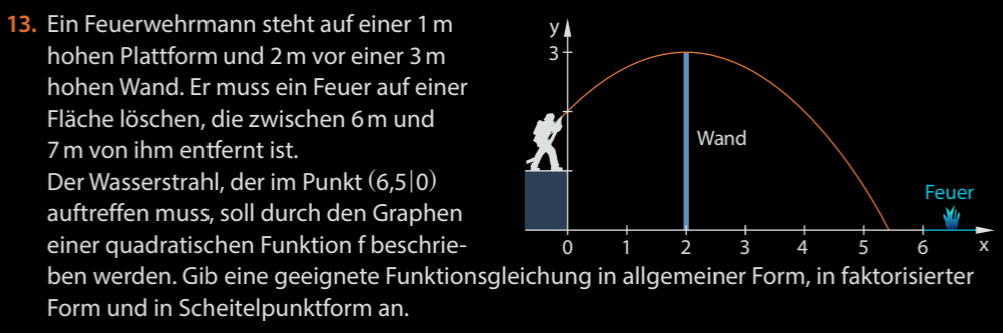 13. Ein Feuerwehrmann steht auf einer 1 m
hohen Plattform und 2 m vor einer 3 m
hohen Wand. Er muss ein Feuer auf einer
Fläche löschen, die zwischen 6 m und
7 m von ihm entfernt ist.
Der Wasserstrahl, der im Punkt (6,5|0)
auftreffen muss, soll durch den Graphen
einer quadratischen Funktion f beschrie-
ben werden. Gib eine geeignete Funktionsgleichung in allgemeiner Form, in faktorisierter
Form und in Scheitelpunktform an.
y
3
Wand
Feuer
0 1 2 3 4 5 6 x